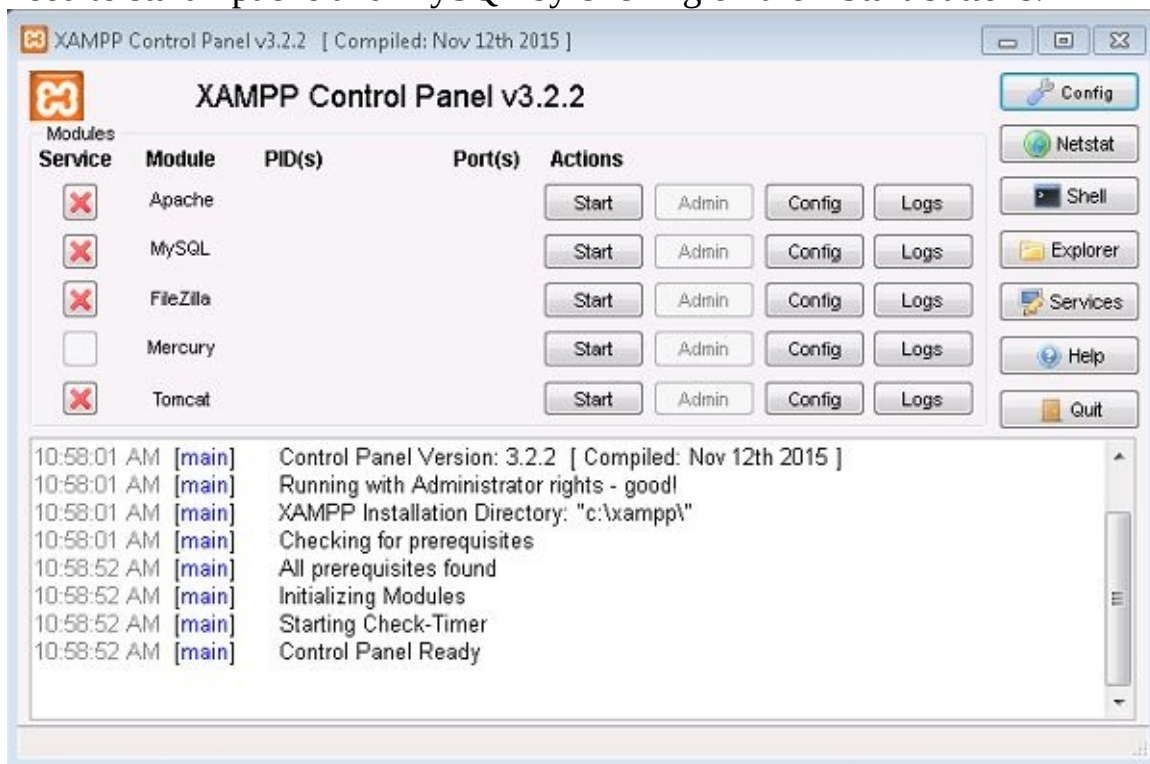 XAMPP Control Panel v3.2.2 [ Compiled: Nov 12th 2015 ]
XAMPP Control Panel v3.2.2
Config
Modules
Service Module PID(s) Port(s) Actions
Netstat
Apache Start Admin Config Logs
Shell
MySQL Start Admin Config Logs
Explorer
FileZilla Start Admin Config Logs
Services
Mercury Start Admin Config Logs
Help
Tomcat Start Admin Config Logs
Quit
10:58:01 AM [main] Control Panel Version: 3.2.2 [ Compiled: Nov 12th 2015 ]
10:58:01 AM [main] Running with Administrator rights - good!
10:58:01 AM [main] XAMPP Installation Directory: "c:\xampp\"
10:58:01 AM [main] Checking for prerequisites
10:58:52 AM [main] All prerequisites found
10:58:52 AM [main] Initializing Modules
10:58:52 AM [main] Starting Check-Timer
10:58:52 AM [main] Control Panel Ready